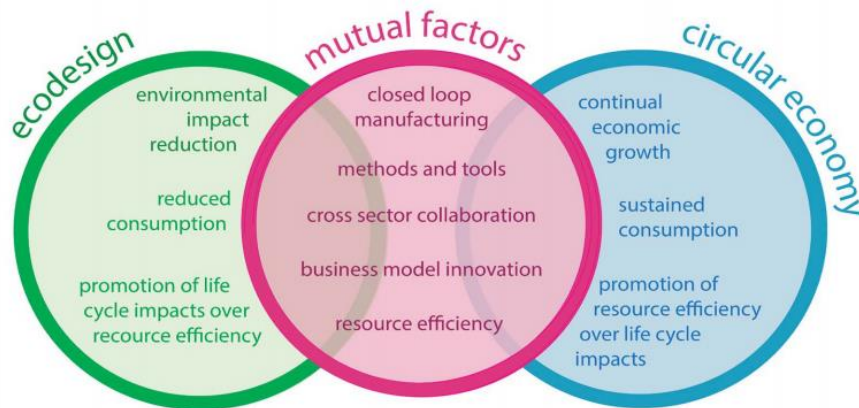 ecodesign
environmental
impact
reduction
reduced
consumption
promotion of life
cycle impacts over
recource efficiency
mutual factors
closed loop
manufacturing
methods and tools
cross sector collaboration
business model innovation
resource efficiency
circular economy
continual
economic
growth
sustained
consumption
promotion of
resource efficiency
over life cycle
impacts